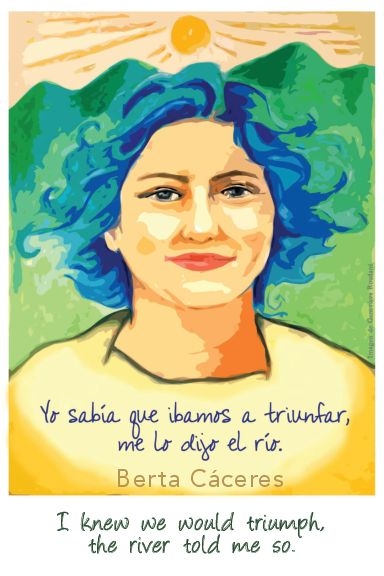 Yo sabía que ibamos a triunfar,
me lo dijo el río.
Berta Cáceres
I knew we would triumph,
the river told me so.